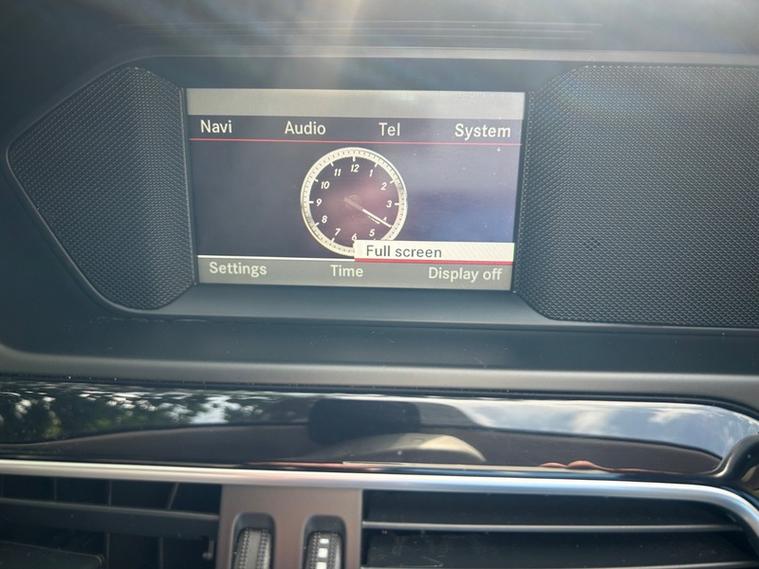 Navi Audio Tel System
12
11 1
10 2
9 3
8 4
7 5
6
Full screen
Settings Time Display off